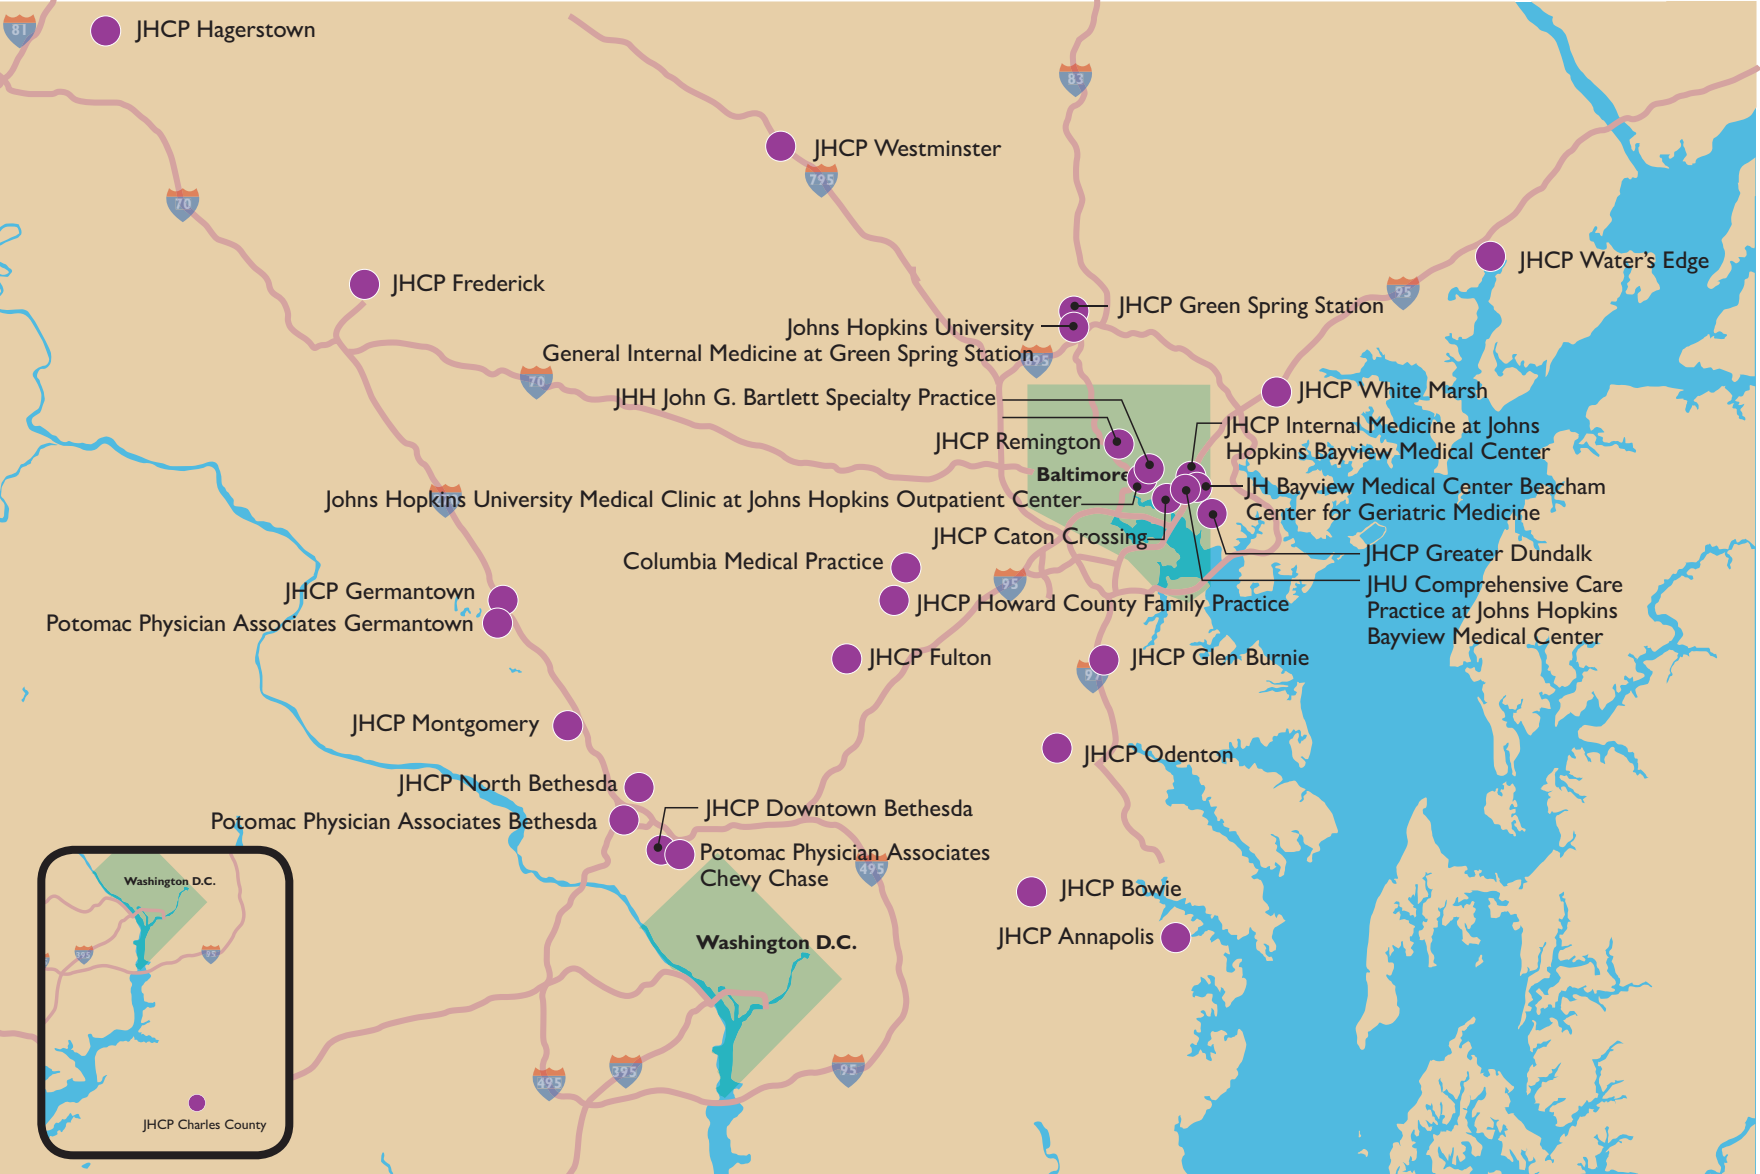 81
JHCP Hagerstown
83
JHCP Westminster
795
70
JHCP Water's Edge
JHCP Frederick
95
JHCP Green Spring Station
Johns Hopkins University
General Internal Medicine at Green Spring Station
895
70
JHCP White Marsh
JHH John G. Bartlett Specialty Practice
JHCP Internal Medicine at Johns
Hopkins Bayview Medical Center
JHCP Remington
Baltimore
JH Bayview Medical Center Beacham
Center for Geriatric Medicine
Johns Hopkins University Medical Clinic at Johns Hopkins Outpatient Center
JHCP Caton Crossing
JHCP Greater Dundalk
Columbia Medical Practice
95
JHU Comprehensive Care
Practice at Johns Hopkins
Bayview Medical Center
JHCP Germantown
JHCP Howard County Family Practice
Potomac Physician Associates Germantown
JHCP Fulton
JHCP Glen Burnie
97
JHCP Montgomery
JHCP Odenton
JHCP North Bethesda
JHCP Downtown Bethesda
Potomac Physician Associates Bethesda
Potomac Physician Associates
Chevy Chase
495
JHCP Bowie
JHCP Annapolis
Washington D.C.
Washington D.C.
395
95
495
395
95
JHCP Charles County